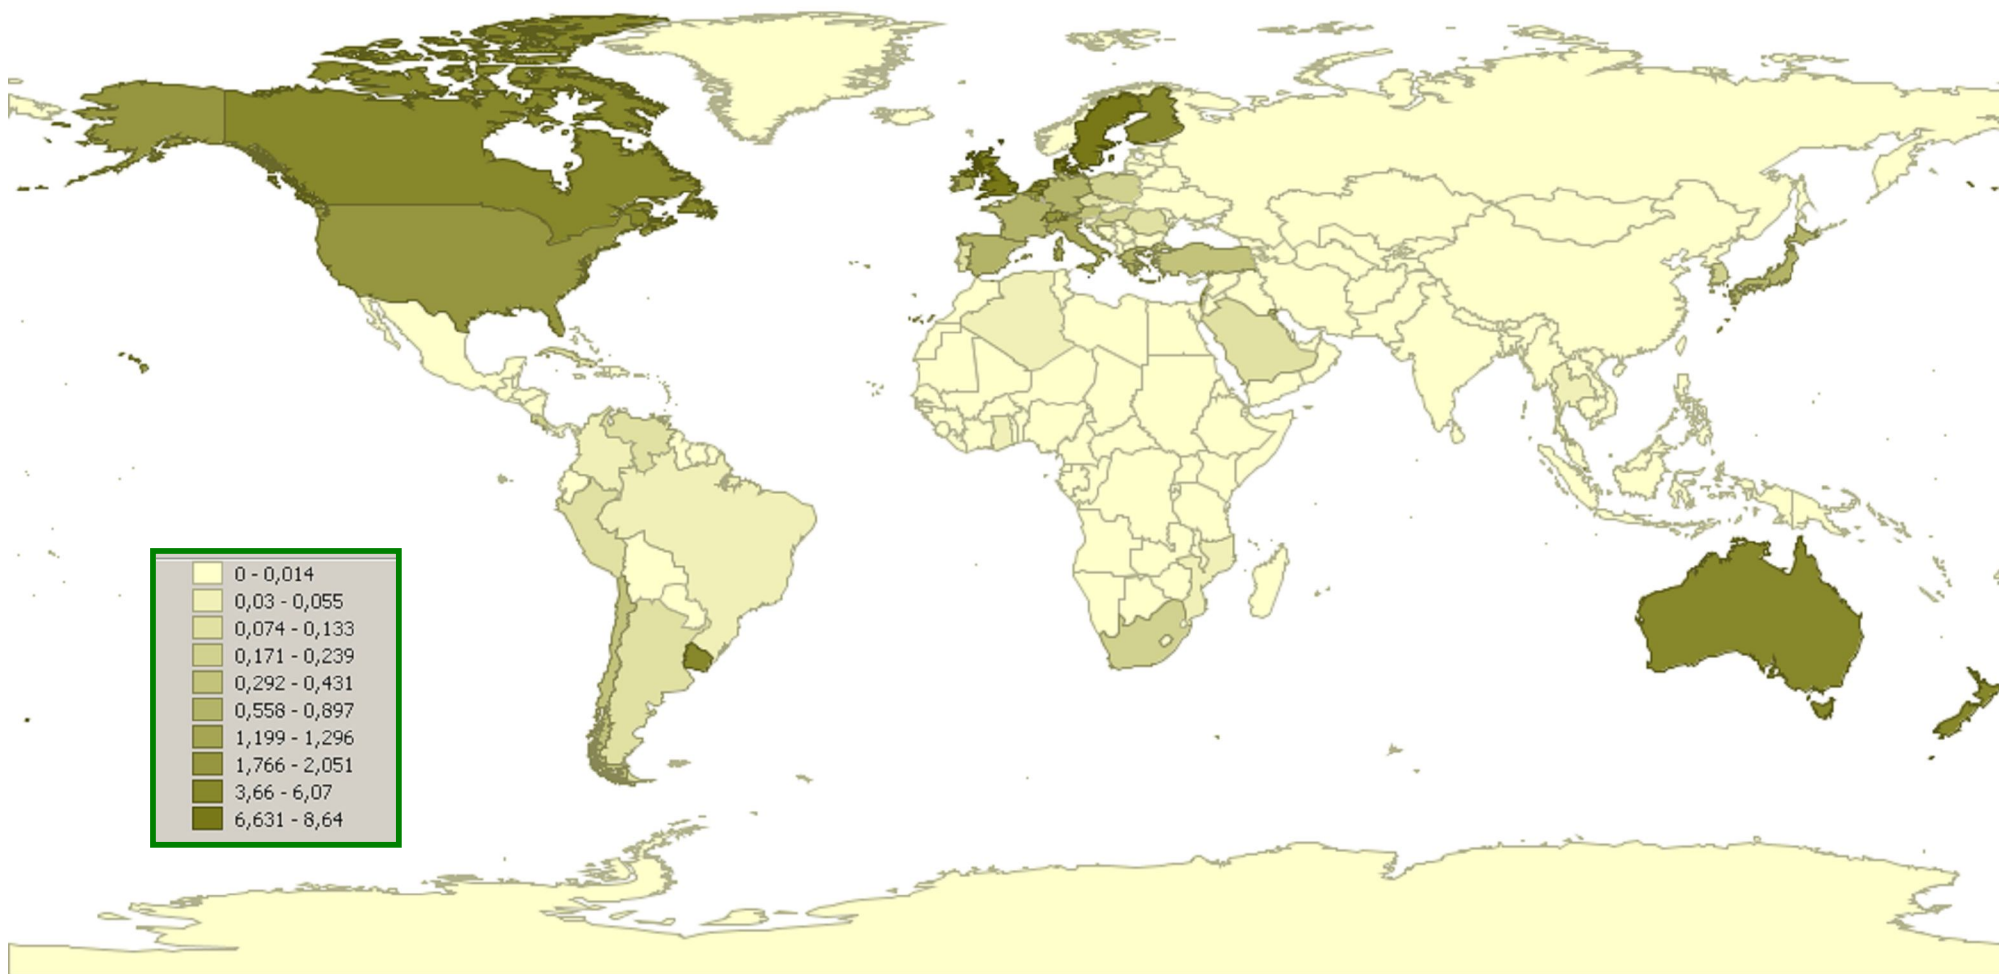 0 - 0,014
0,03 - 0,055
0,074 - 0,133
0,171 - 0,239
0,292 - 0,431
0,558 - 0,897
1,199 - 1,296
1,766 - 2,051
3,66 - 6,07
6,631 - 8,64